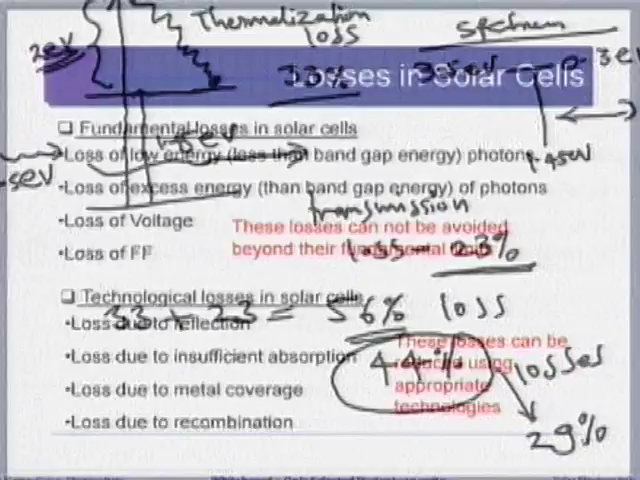 Thermalization
loss
33%
2ev
spectrum
3.5ev
3ev
Losses in Solar Cells
1.45ev
❑ Fundamental losses in solar cells
•Loss of low energy (less than band gap energy) photons
•Loss of excess energy (than band gap energy) of photons
Transmission
loss 23%
•Loss of Voltage
•Loss of FF
These losses can not be avoided
beyond their fundamental
❑ Technological losses in solar cells
33 + 23 = 56% loss
•Loss due to reflection
•Loss due to insufficient absorption
•Loss due to metal coverage
•Loss due to recombination
These losses can be
reduced using
appropriate
technologies
44%
losses
29%